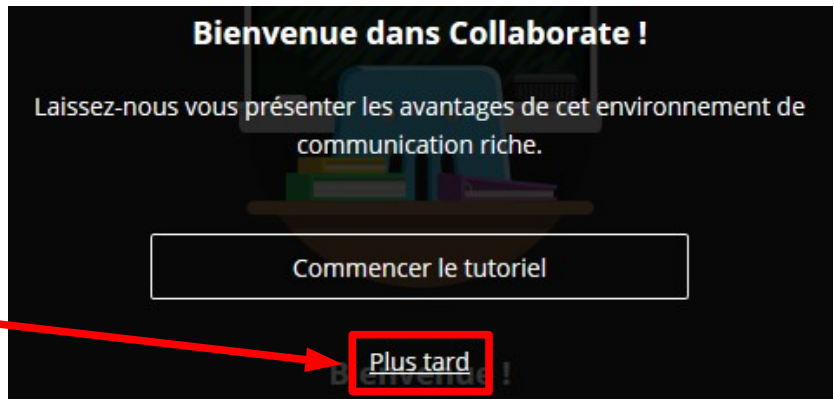 Bienvenue dans Collaborate !
Laissez-nous vous présenter les avantages de cet environnement de
communication riche.
Commencer le tutoriel
Plus tard
Bienvenue !